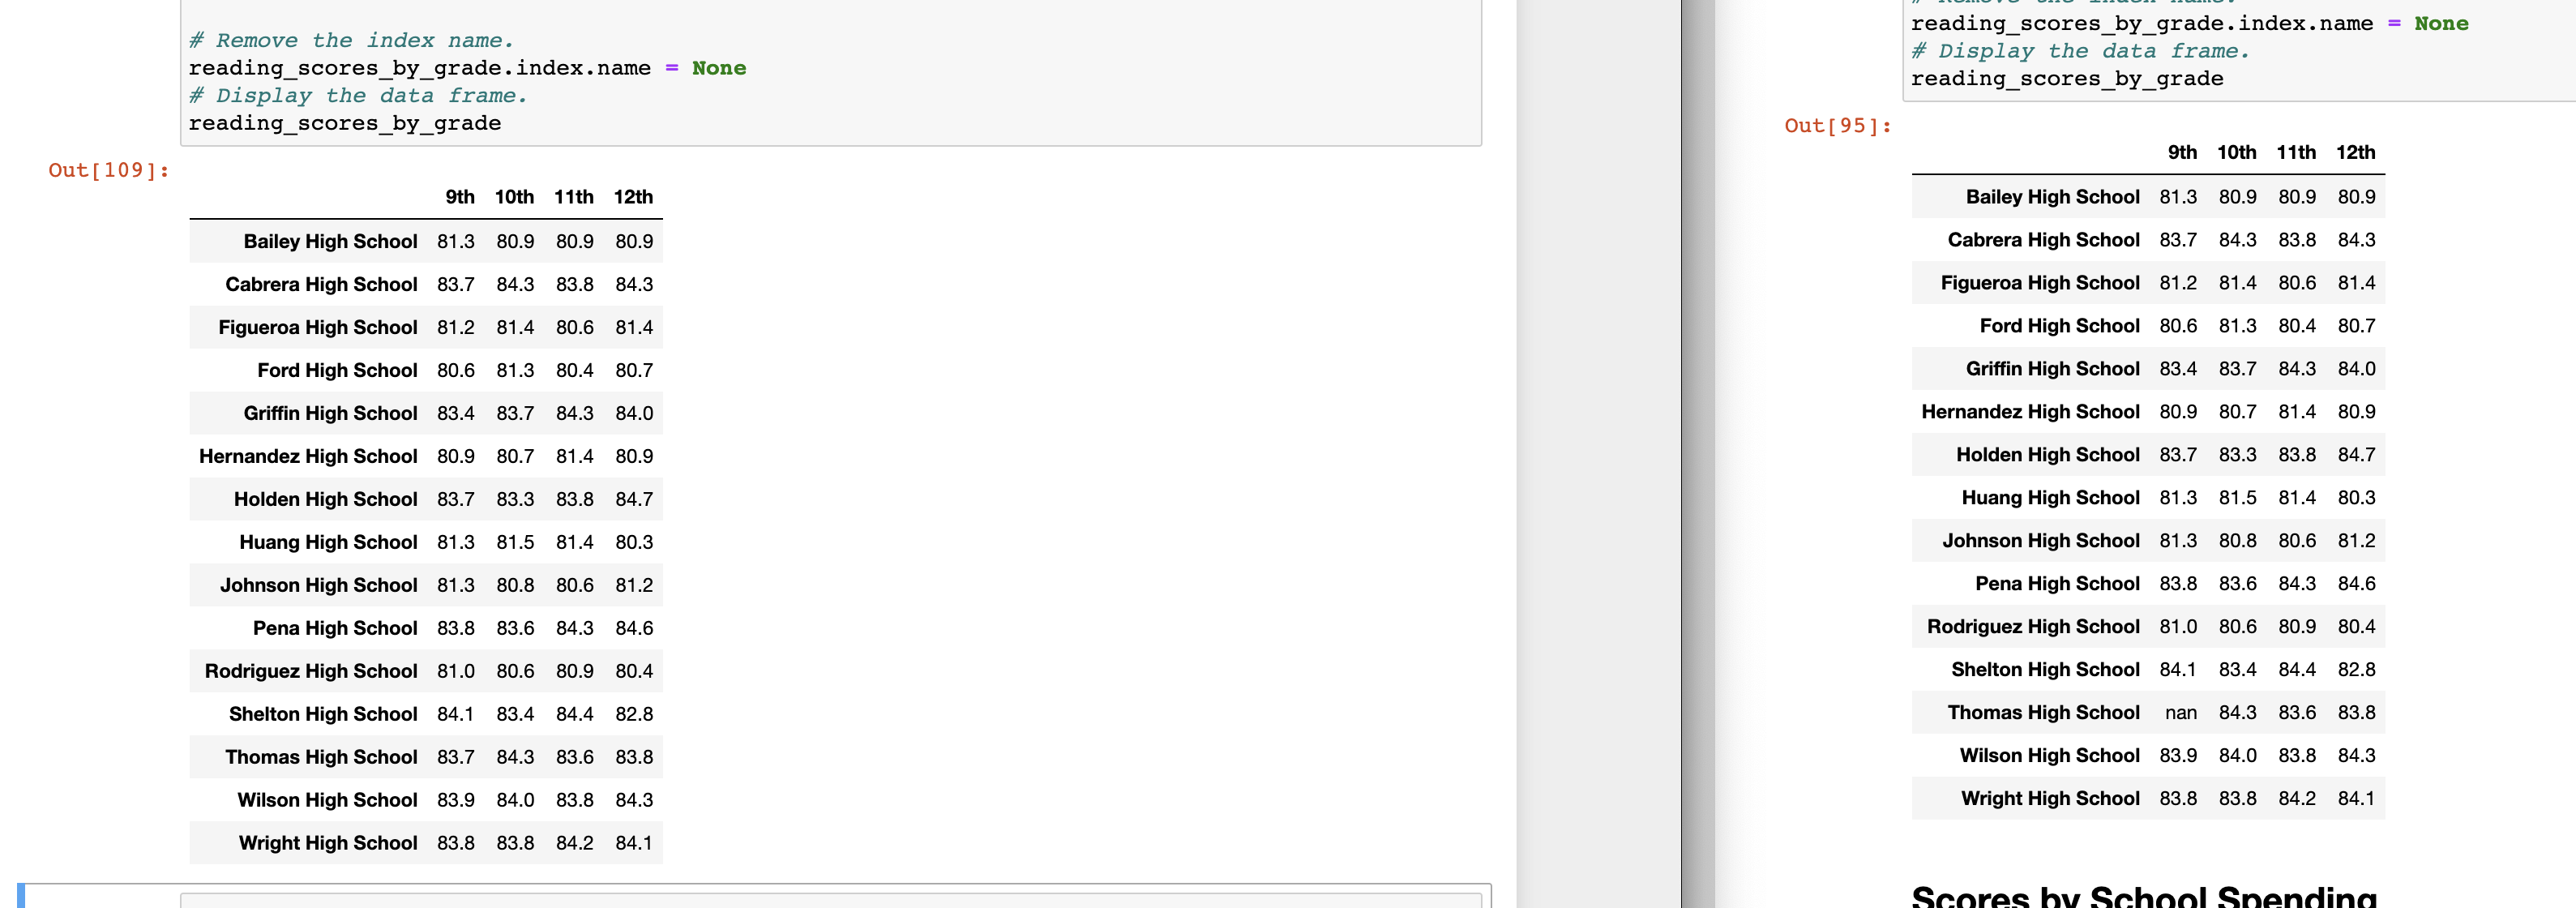 # Remove the index name.
reading_scores_by_grade.index.name = None
# Display the data frame.
reading_scores_by_grade
Out[109]:
9th 10th 11th 12th
Bailey High School 81.3 80.9 80.9 80.9
Cabrera High School 83.7 84.3 83.8 84.3
Figueroa High School 81.2 81.4 80.6 81.4
Ford High School 80.6 81.3 80.4 80.7
Griffin High School 83.4 83.7 84.3 84.0
Hernandez High School 80.9 80.7 81.4 80.9
Holden High School 83.7 83.3 83.8 84.7
Huang High School 81.3 81.5 81.4 80.3
Johnson High School 81.3 80.8 80.6 81.2
Pena High School 83.8 83.6 84.3 84.6
Rodriguez High School 81.0 80.6 80.9 80.4
Shelton High School 84.1 83.4 84.4 82.8
Thomas High School 83.7 84.3 83.6 83.8
Wilson High School 83.9 84.0 83.8 84.3
Wright High School 83.8 83.8 84.2 84.1
# Remove the index name.
reading_scores_by_grade.index.name = None
# Display the data frame.
reading_scores_by_grade
Out[95]:
9th 10th 11th 12th
Bailey High School 81.3 80.9 80.9 80.9
Cabrera High School 83.7 84.3 83.8 84.3
Figueroa High School 81.2 81.4 80.6 81.4
Ford High School 80.6 81.3 80.4 80.7
Griffin High School 83.4 83.7 84.3 84.0
Hernandez High School 80.9 80.7 81.4 80.9
Holden High School 83.7 83.3 83.8 84.7
Huang High School 81.3 81.5 81.4 80.3
Johnson High School 81.3 80.8 80.6 81.2
Pena High School 83.8 83.6 84.3 84.6
Rodriguez High School 81.0 80.6 80.9 80.4
Shelton High School 84.1 83.4 84.4 82.8
Thomas High School nan 84.3 83.6 83.8
Wilson High School 83.9 84.0 83.8 84.3
Wright High School 83.8 83.8 84.2 84.1
Scores by School Spending